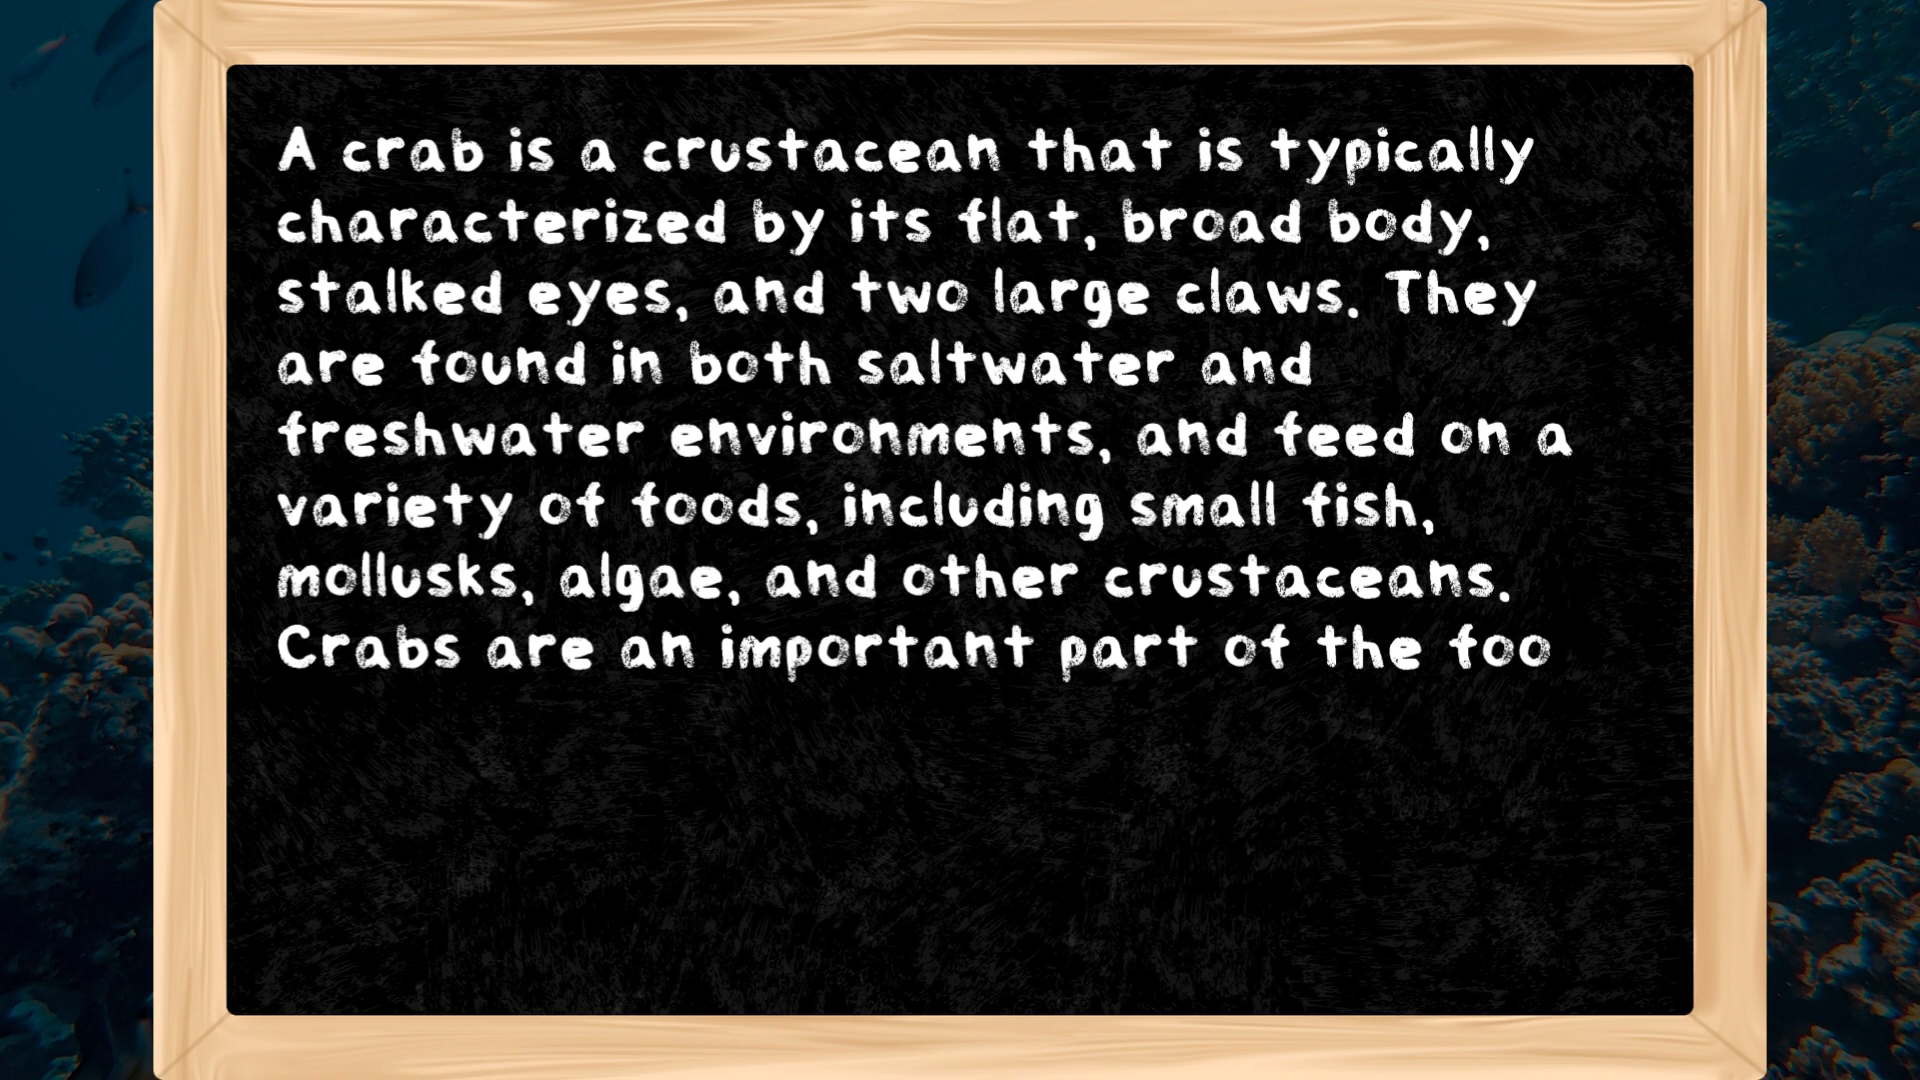 A crab is a crustacean that is typically
characterized by its flat, broad body,
stalked eyes, and two large claws. They
are found in both saltwater and
freshwater environments, and feed on a
variety of foods, including small fish,
mollusks, algae, and other crustaceans.
Crabs are an important part of the foo